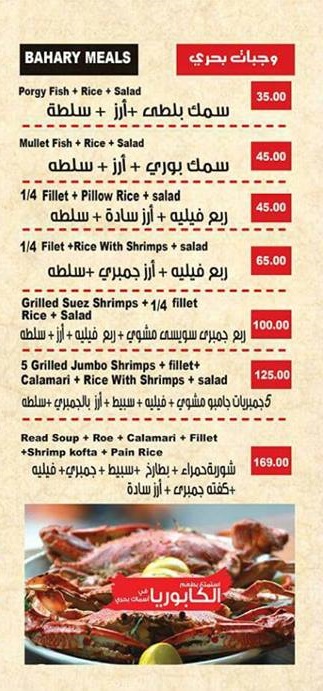 BAHARY MEALS
وجبات بحري
Porgy Fish + Rice + Salad
35.00
سمك بلطى +أرز + سلطة
Mullet Fish + Rice + Salad
45.00
سمك بوري + أرز + سلطه
1/4 Fillet + Pillow Rice + salad
45.00
ربع فيليه + أرز سادة + سلطه
1/4 Filet +Rice With Shrimps + salad
65.00
ربع فيليه + أرز جمبري +سلطه
Grilled Suez Shrimps + 1/4 fillet
Rice + Salad
100.00
ربع جمبرى سويسى مشوي + ربع فيليه + أرز + سلطه
5 Grilled Jumbo Shrimps + fillet+
Calamari + Rice With Shrimps + salad
125.00
5جمبريات جامبو مشوي + فيليه + سبيط + أرز بالجمبري +سلطه
Read Soup + Roe + Calamari + Fillet
+Shrimp kofta + Pain Rice
169.00
شوربة حمراء + بطارخ +سبيط + جمبري+ فيليه
+كفته جمبرى + أرز سادة
استمتع بطعم
الكابوريا في
أسماك بحري